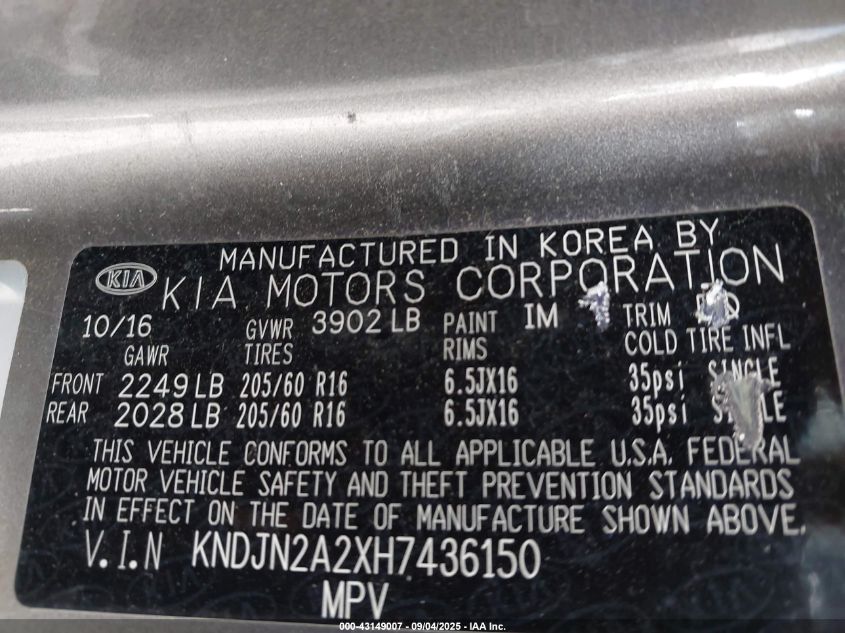 MANUFACTURED IN KOREA BY
KIA KIA MOTORS CORPORATION
10/16 GVWR 3902 LB PAINT IM TRIM
GAWR TIRES RIMS COLD TIRE INFL
FRONT 2249 LB 205/60 R16 6.5JX16 35psi SINGLE
REAR 2028 LB 205/60 R16 6.5JX16 35psi SINGLE
THIS VEHICLE CONFORMS TO ALL APPLICABLE U.S.A. FEDERAL
MOTOR VEHICLE SAFETY AND THEFT PREVENTION STANDARDS
IN EFFECT ON THE DATE OF MANUFACTURE SHOWN ABOVE.
V.I.N KNDJN2A2XH7436150
MPV
000-43149007 - 09/04/2025 - IAA Inc.